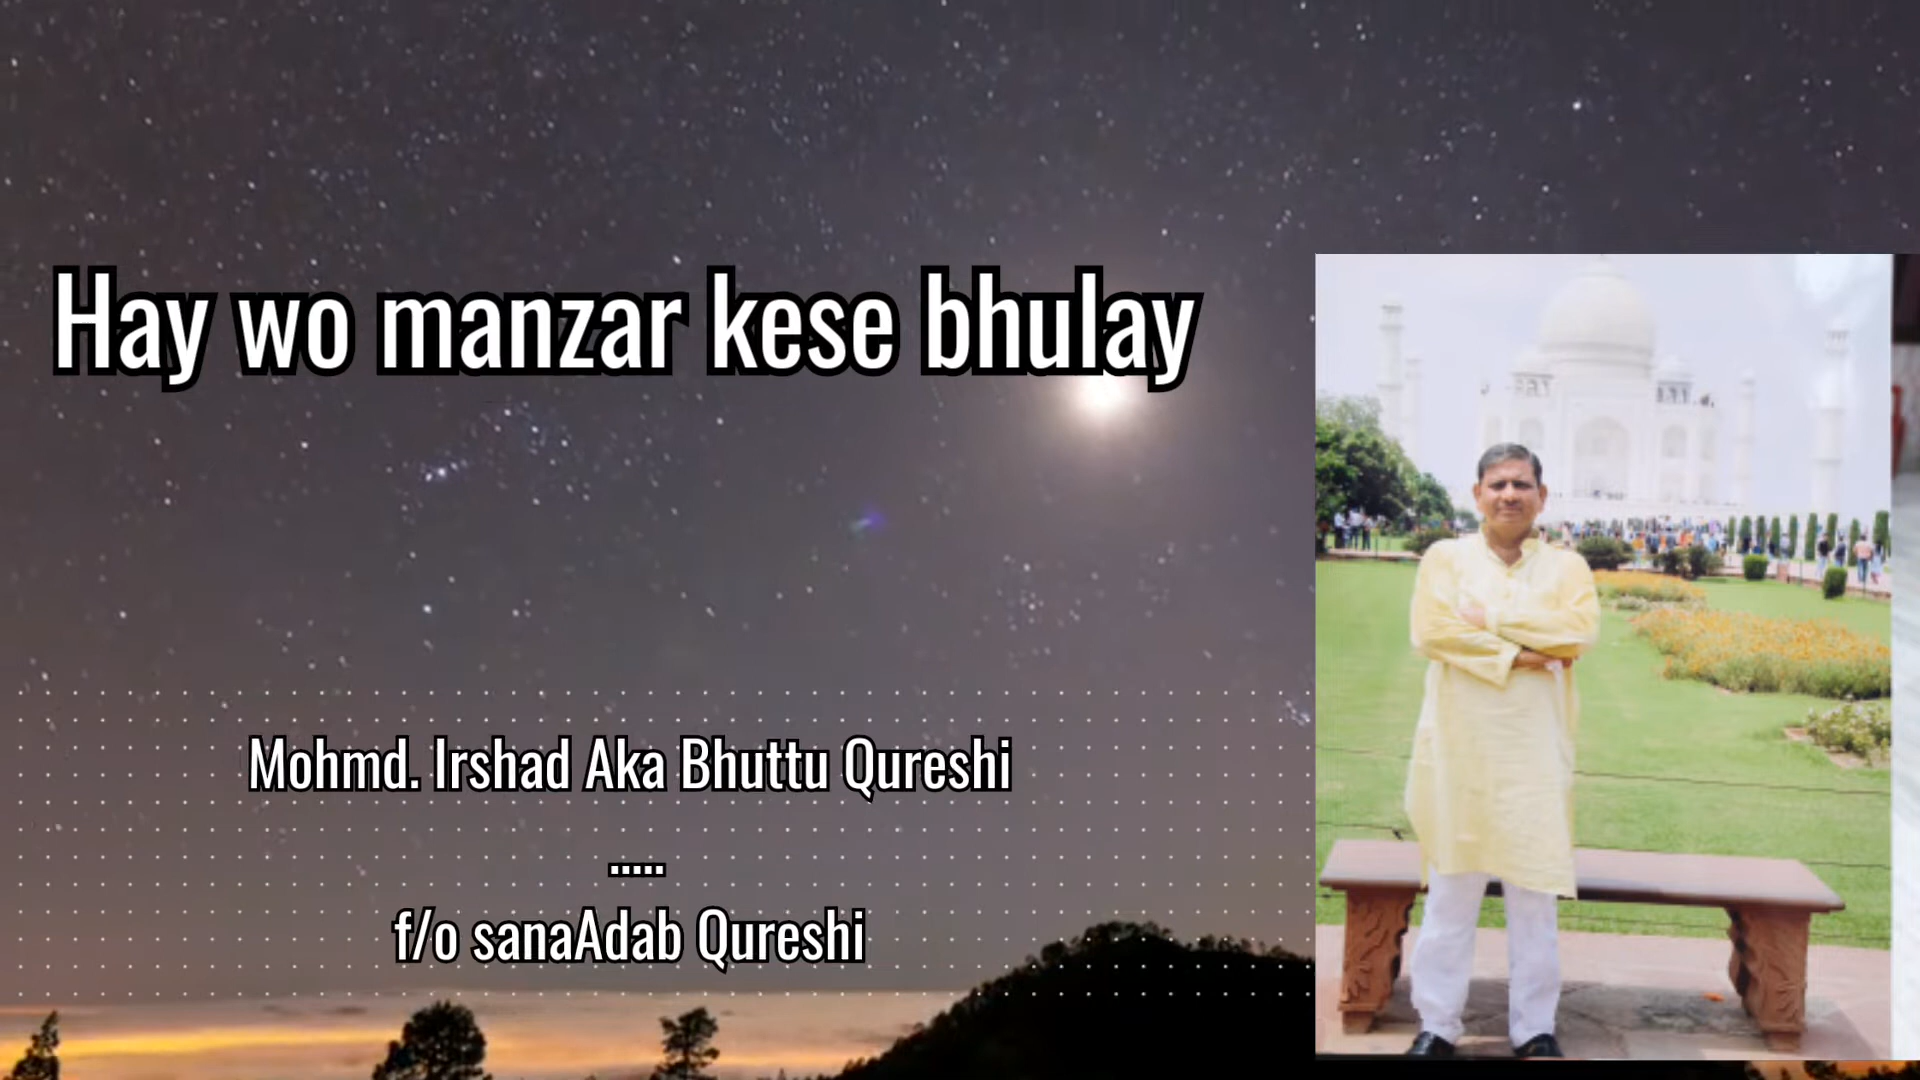 Hay wo manzar kese bhulay
Mohmd. Irshad Aka Bhuttu Qureshi
.....
f/o sanaAdab Qureshi